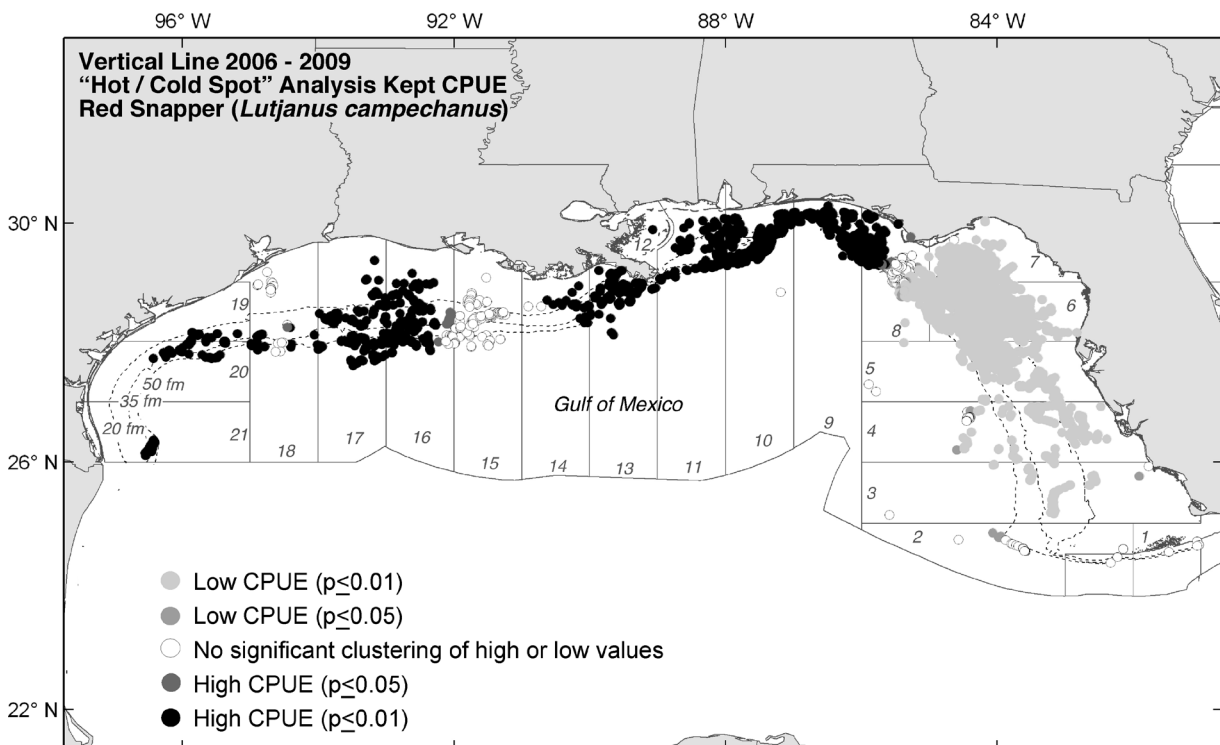 96° W 92° W 88° W 84° W
Vertical Line 2006 - 2009
“Hot / Cold Spot” Analysis Kept CPUE
Red Snapper (Lutjanus campechanus)
30° N
12
7
19
6
8
20
5
50 fm
35 fm
Gulf of Mexico
20 fm
21
18
17
16
15
14
13
11
10
9
4
26° N
3
2
1
Low CPUE (p≤0.01)
Low CPUE (p≤0.05)
No significant clustering of high or low values
High CPUE (p≤0.05)
High CPUE (p≤0.01)
22° N